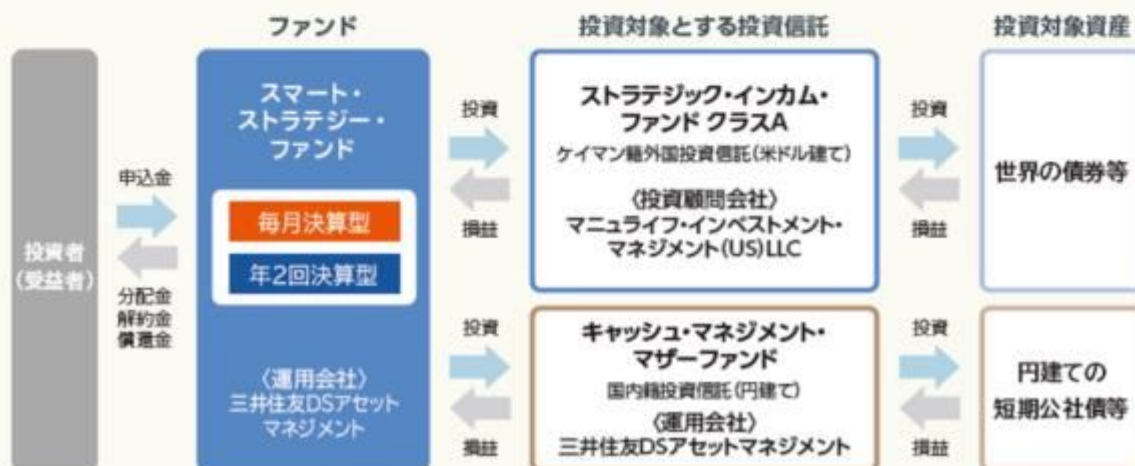 ファンド
投資対象とする投資信託
投資対象資産
投資者
(受益者)
申込金
分配金
解約金
償還金
スマート・
ストラテジー・
ファンド
毎月決算型
年2回決算型
〈運用会社〉
三井住友DSアセット
マネジメント
投資
損益
ストラテジック・インカム・
ファンド クラスA
ケイマン籍外国投資信託(米ドル建て)
〈投資顧問会社〉
マニュライフ・インベストメント・
マネジメント(US)LLC
投資
損益
世界の債券等
投資
損益
キャッシュ・マネジメント・
マザーファンド
国内籍投資信託(円建て)
〈運用会社〉
三井住友DSアセットマネジメント
投資
損益
円建ての
短期公社債等